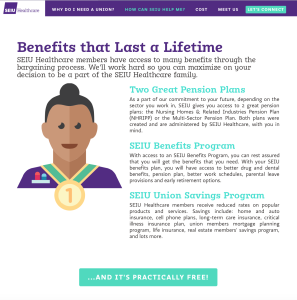 SEIU Healthcare
WHY DO I NEED A UNION? HOW CAN SEIU HELP ME? COST MEET US LET'S CONNECT
Benefits that Last a Lifetime
SEIU Healthcare members have access to many benefits through the
bargaining process. We'll work hard so you can maximize on your
decision to be a part of the SEIU Healthcare family.
Two Great Pension Plans
As a part of our commitment to your future, depending on the
sector you work in, SEIU gives you access to 2 great pension
plans: the Nursing Homes & Related Industries Pension Plan
(NHRIPP) or the Multi-Sector Pension Plan. Both plans were
created and are administered by SEIU Healthcare, with you in
mind.
SEIU Benefits Program
With access to an SEIU Benefits Program, you can rest assured
that you will get the benefits that you need. With your SEIU
benefits plan, you will have access to better drug and dental
benefits, pension plan, better work schedules, parental leave
provisions and early retirement options.
SEIU Union Savings Program
SEIU Healthcare members receive reduced rates on popular
products and services. Savings include: home and auto
insurance, cell phone plans, long-term care insurance, critical
illness insurance plan, union members mortgage planning
program, life insurance, real estate members' savings program,
and lots more.
1
...AND IT'S PRACTICALLY FREE!